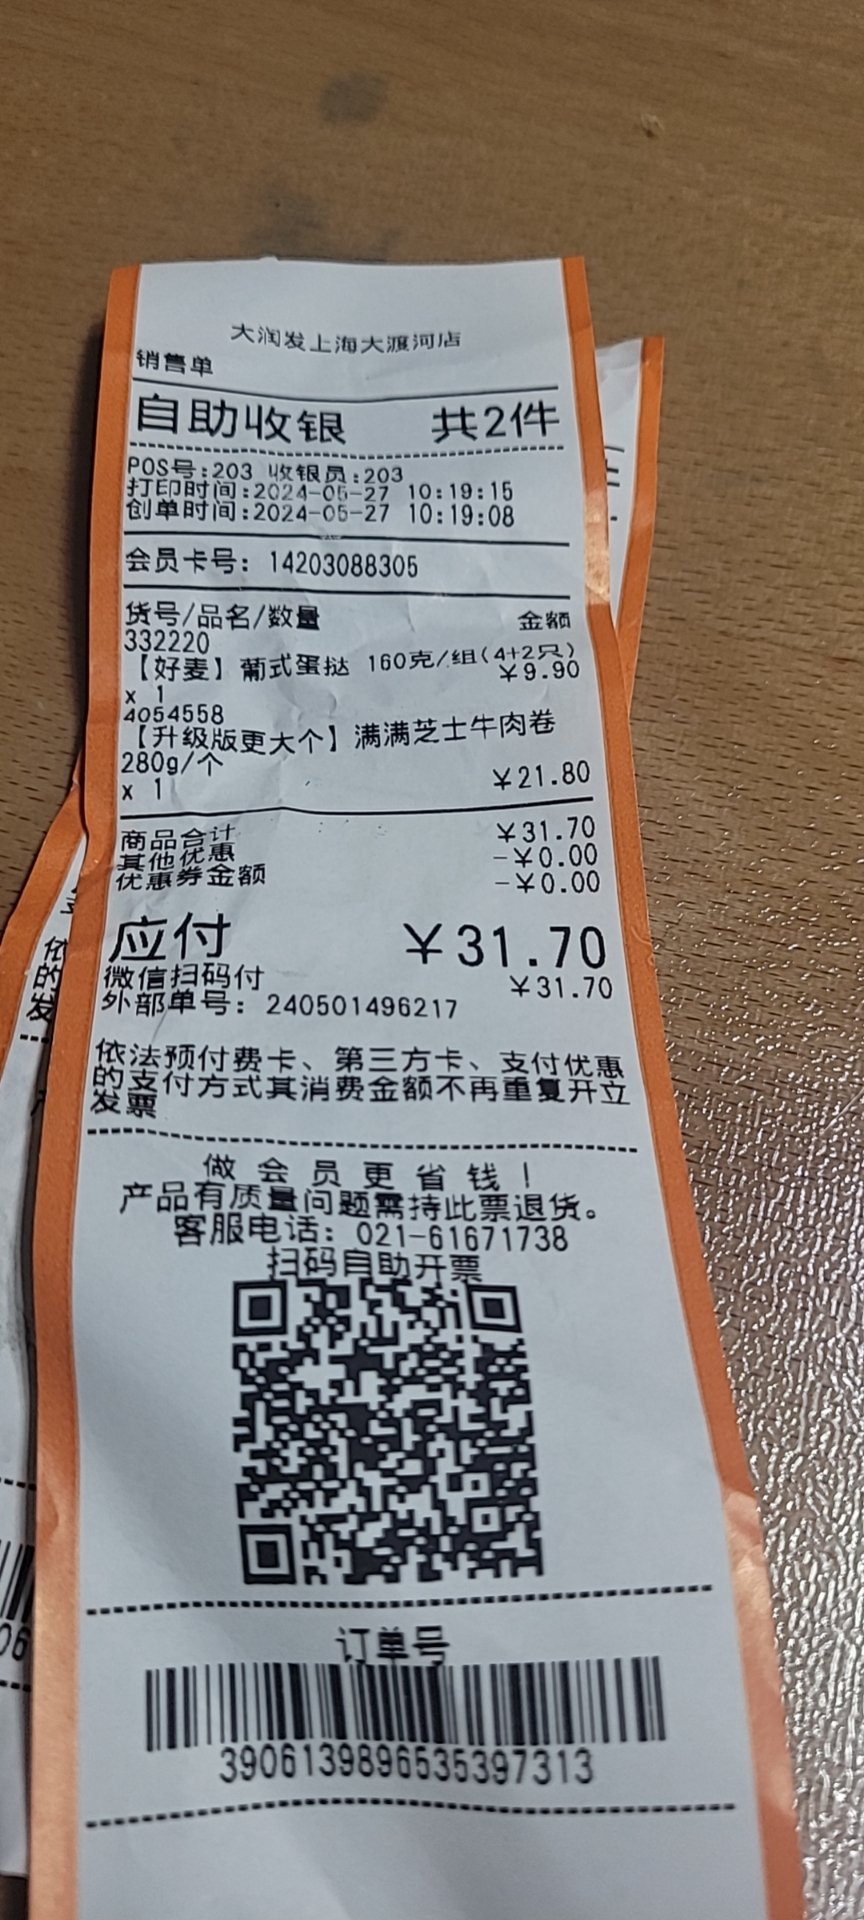 大润发上海大渡河店
销售单
自助收银 共2件
POS号:203 收银员:203
打印时间:2024-05-27 10:19:15
创单时间:2024-05-27 10:19:08
会员卡号: 14203088305
货号/品名/数量 金额
332220
【好麦】葡式蛋挞 160克/组(4+2只)
￥9.90
x 1
4054558
【升级版更大个】满满芝士牛肉卷
280g/个
x 1 ￥21.80
商品合计 ￥31.70
其他优惠 -￥0.00
优惠券金额 -￥0.00
应付 ￥31.70
微信扫码付 ￥31.70
外部单号: 240501496217
依法预付费卡、第三方卡、支付优惠
的支付方式其消费金额不再重复开立
发票
做会员更省钱!
产品有质量问题需持此票退货。
客服电话: 021-61671738
扫码自助开票
订单号
3906139896535397313
依
的
发
06